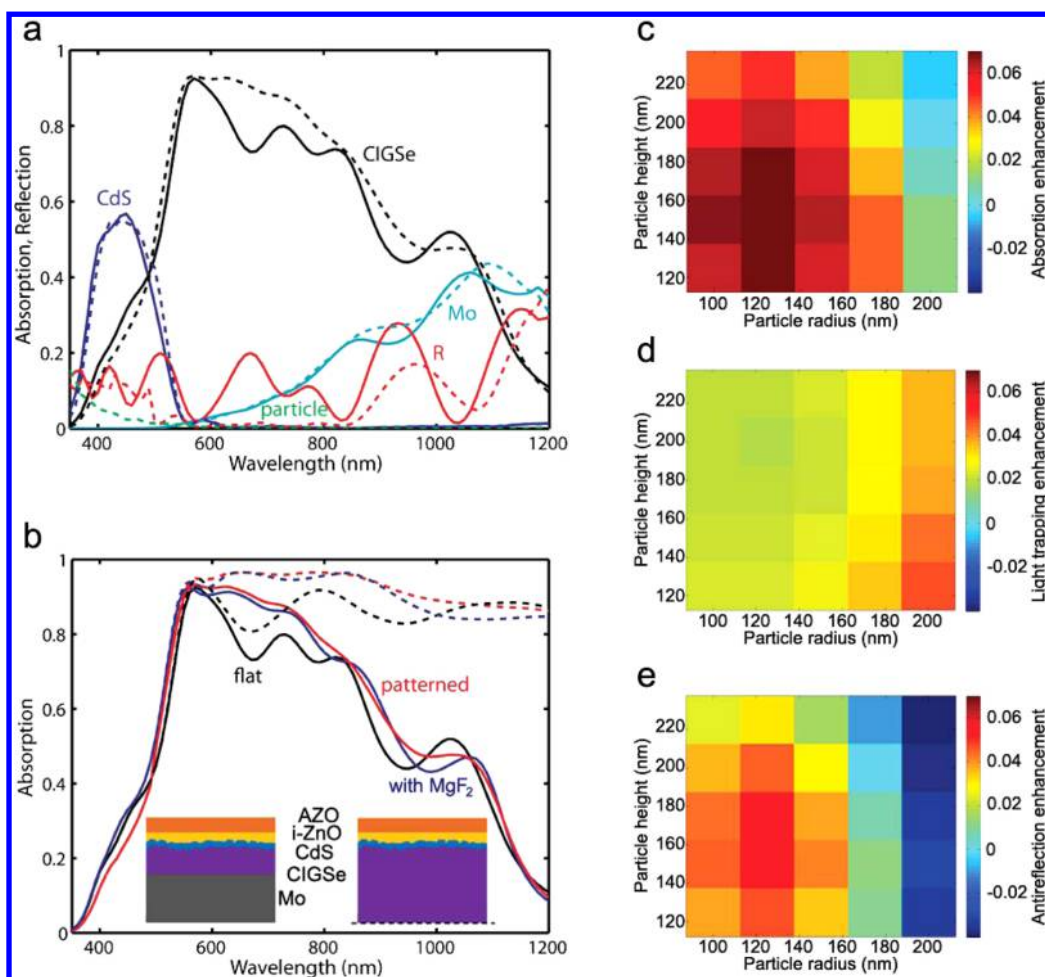 a
1
0.8
0.6
0.4
0.2
0
Absorption, Reflection
CdS
CIGSe
Mo
R
particle
400 600 800 1000 1200
Wavelength (nm)
b
1
0.8
0.6
0.4
0.2
0
Absorption
flat
patterned
with MgF₂
AZO
i-ZnO
CdS
CIGSe
Mo
400 600 800 1000 1200
Wavelength (nm)
c
Particle height (nm)
220
200
180
160
140
120
100 120 140 160 180 200
Particle radius (nm)
0.06
0.04
0.02
0
-0.02
Absorption enhancement
d
Particle height (nm)
220
200
180
160
140
120
100 120 140 160 180 200
Particle radius (nm)
0.06
0.04
0.02
0
-0.02
Light trapping enhancement
e
Particle height (nm)
220
200
180
160
140
120
100 120 140 160 180 200
Particle radius (nm)
0.06
0.04
0.02
0
-0.02
Antireflection enhancement